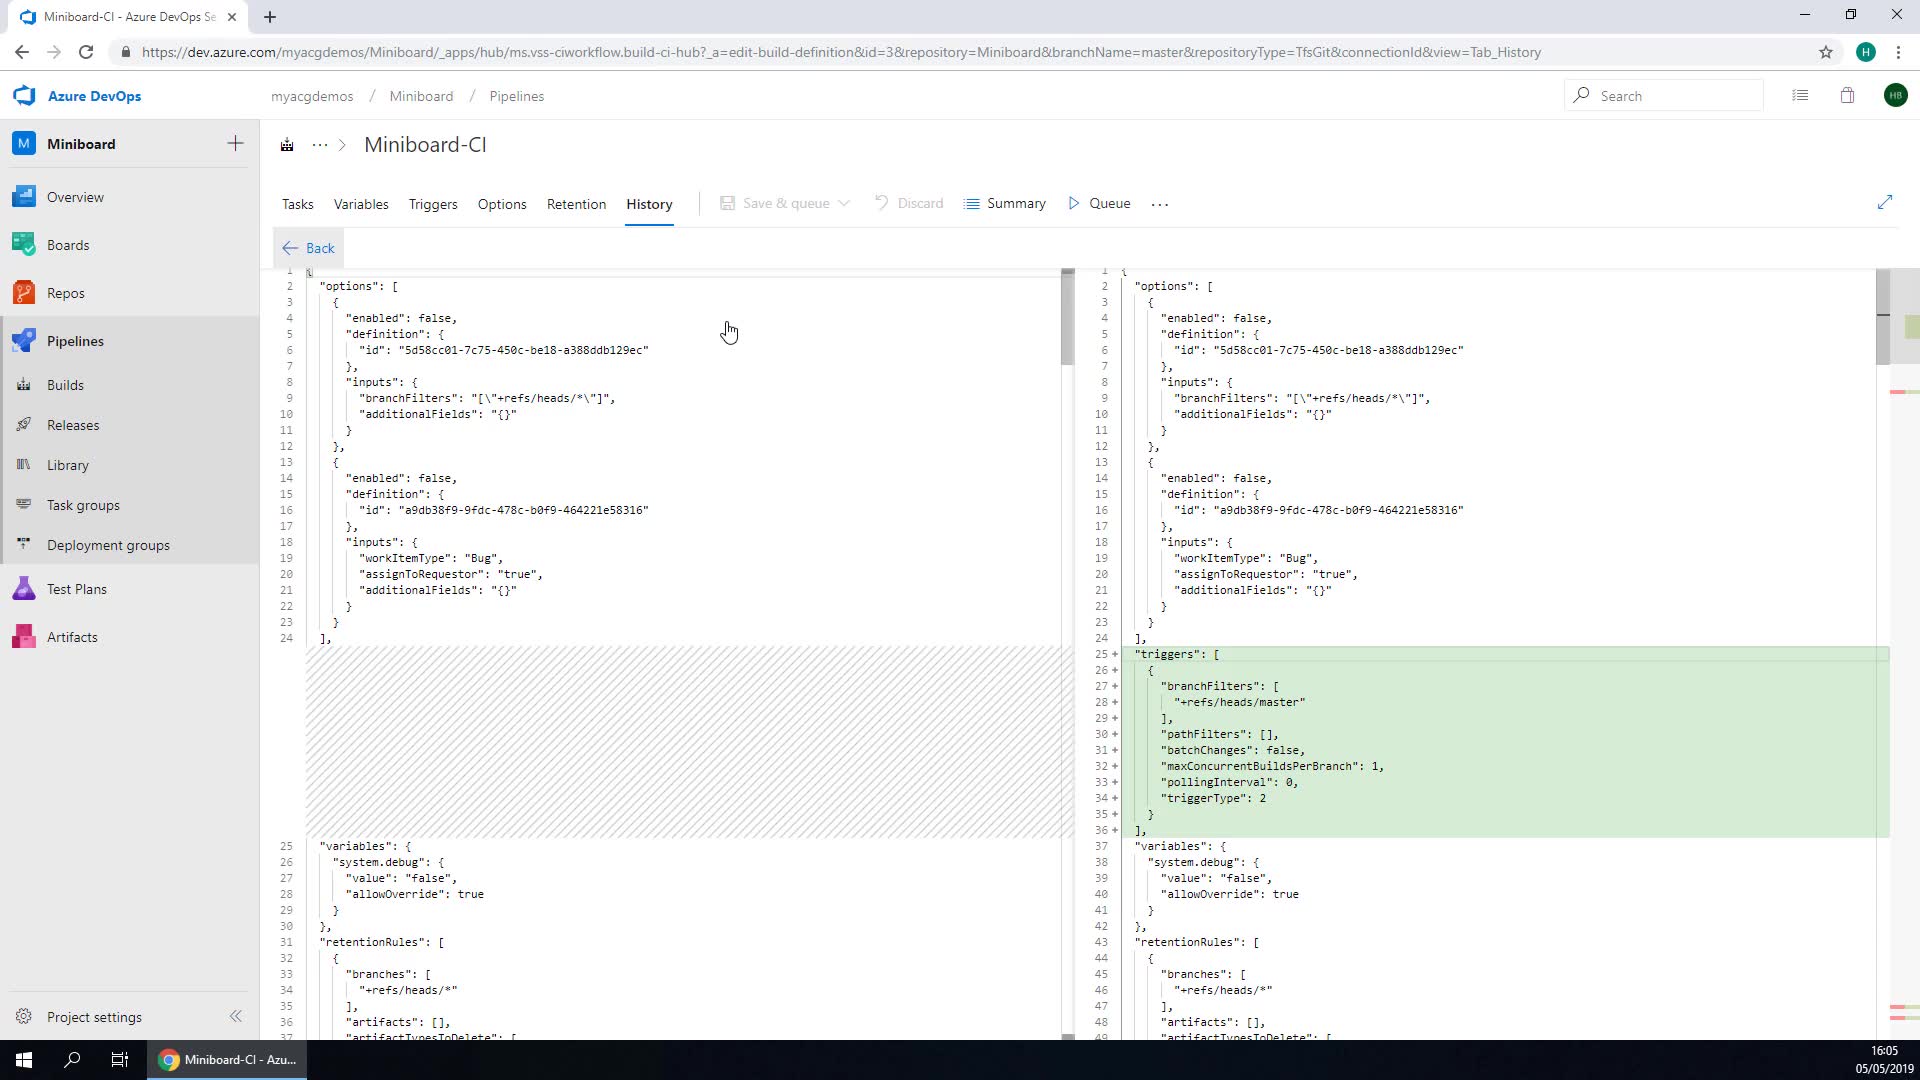 Miniboard-CI - Azure DevOps Se
https://dev.azure.com/myacgdemos/Miniboard/_apps/hub/ms.vss-ciworkflow.build-ci-hub?_a=edit-build-definition&id=3&repository=Miniboard&branchName=master&repositoryType=TfsGit&connectionId&view=Tab_History
H
Azure DevOps
myacgdemos / Miniboard / Pipelines
Search
HB
M Miniboard
Overview
Boards
Repos
Pipelines
Builds
Releases
Library
Task groups
Deployment groups
Test Plans
Artifacts
Project settings
Miniboard-CI
Tasks Variables Triggers Options Retention History Save & queue Discard Summary Queue
Back
1 {
2 "options": [
3 {
4 "enabled": false,
5 "definition": {
6 "id": "5d58cc01-7c75-450c-be18-a388ddb129ec"
7 },
8 "inputs": {
9 "branchFilters": "[\"+refs/heads/*\"]",
10 "additionalFields": "{}"
11 }
12 },
13 {
14 "enabled": false,
15 "definition": {
16 "id": "a9db38f9-9fdc-478c-b0f9-464221e58316"
17 },
18 "inputs": {
19 "workItemType": "Bug",
20 "assignToRequestor": "true",
21 "additionalFields": "{}"
22 }
23 }
24 ],
25 "variables": {
26 "system.debug": {
27 "value": "false",
28 "allowOverride": true
29 }
30 },
31 "retentionRules": [
32 {
33 "branches": [
34 "+refs/heads/*"
35 ],
36 "artifacts": [],
37 "artifactTypesToDelete": [
1 {
2 "options": [
3 {
4 "enabled": false,
5 "definition": {
6 "id": "5d58cc01-7c75-450c-be18-a388ddb129ec"
7 },
8 "inputs": {
9 "branchFilters": "[\"+refs/heads/*\"]",
10 "additionalFields": "{}"
11 }
12 },
13 {
14 "enabled": false,
15 "definition": {
16 "id": "a9db38f9-9fdc-478c-b0f9-464221e58316"
17 },
18 "inputs": {
19 "workItemType": "Bug",
20 "assignToRequestor": "true",
21 "additionalFields": "{}"
22 }
23 }
24 ],
25 + "triggers": [
26 + {
27 + "branchFilters": [
28 + "+refs/heads/master"
29 + ],
30 + "pathFilters": [],
31 + "batchChanges": false,
32 + "maxConcurrentBuildsPerBranch": 1,
33 + "pollingInterval": 0,
34 + "triggerType": 2
35 + }
36 + ],
37 "variables": {
38 "system.debug": {
39 "value": "false",
40 "allowOverride": true
41 }
42 },
43 "retentionRules": [
44 {
45 "branches": [
46 "+refs/heads/*"
47 ],
48 "artifacts": [],
49 "artifactTypesToDelete": [
Miniboard-CI - Azu...
16:05
05/05/2019